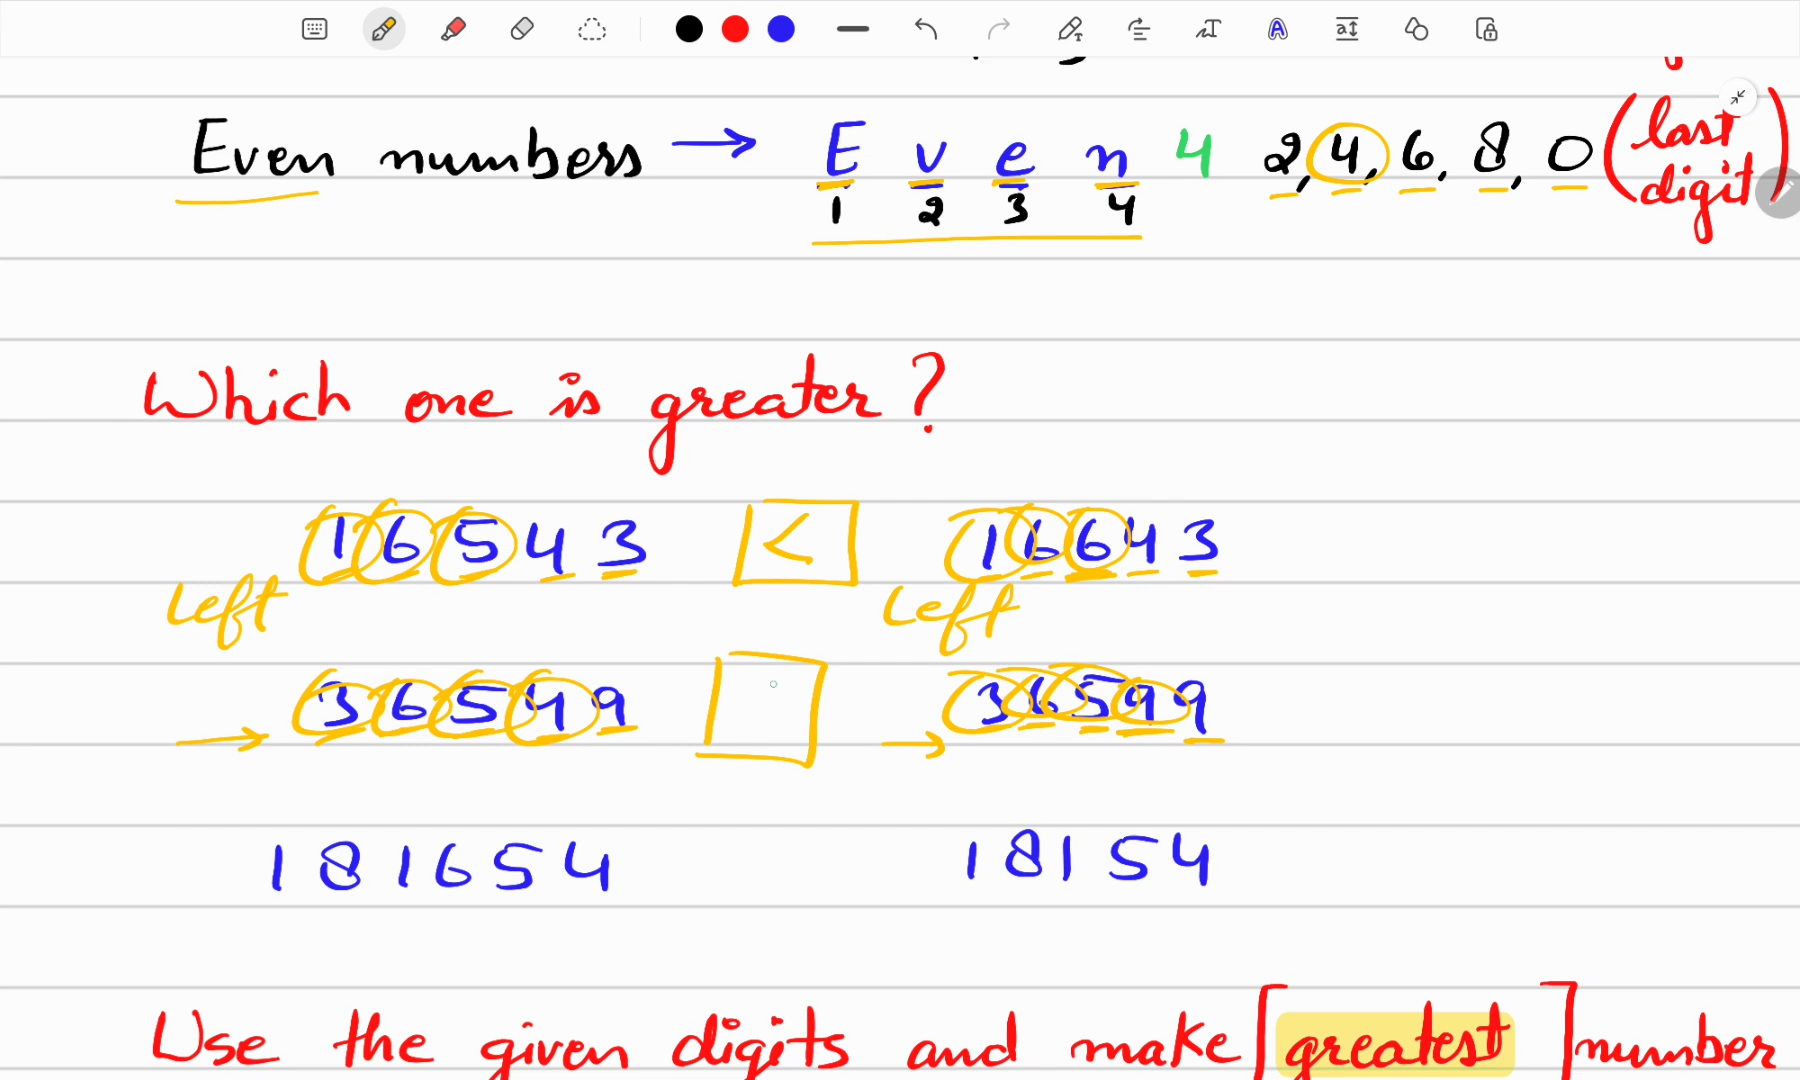 Even numbers → E v e n 4 2, 4, 6, 8, 0 (last digit)
1 2 3 4
Which one is greater?
16543 < 16643
Left Left
36549 36599
181654 18154
Use the given digits and make [greatest] number